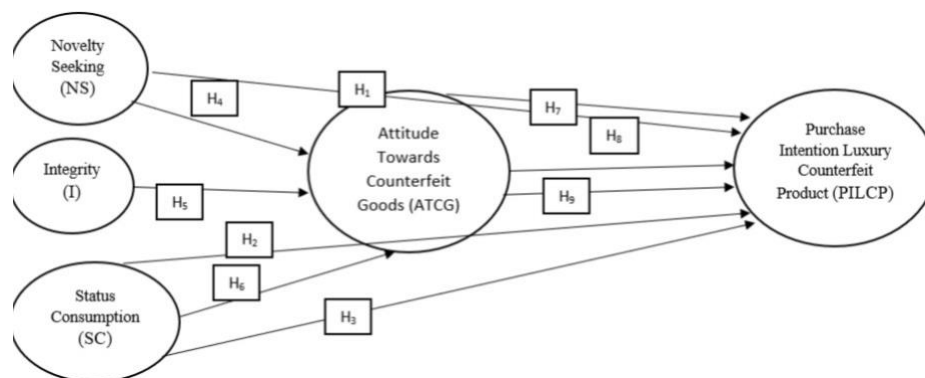 Novelty
Seeking
(NS)
H4
H1
H7
H8
Attitude
Towards
Counterfeit
Goods (ATCG)
Purchase
Intention Luxury
Counterfeit
Product (PILCP)
Integrity
(I)
H5
H9
H2
H6
Status
Consumption
(SC)
H3